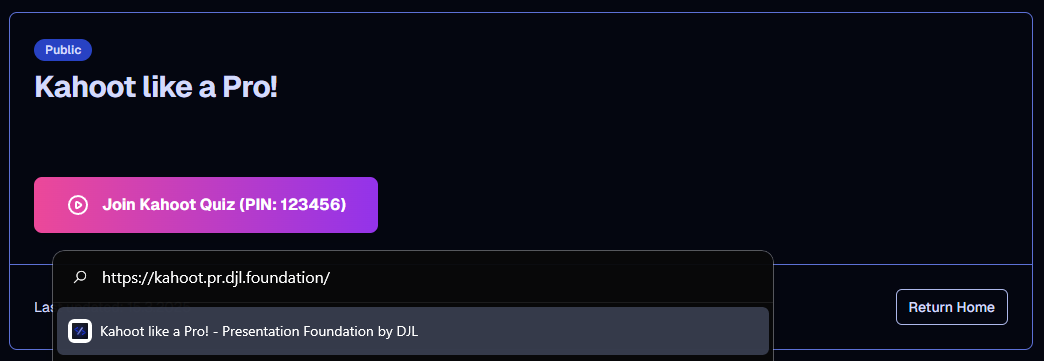 Public
Kahoot like a Pro!
Join Kahoot Quiz (PIN: 123456)
https://kahoot.pr.djl.foundation/
Las
Return Home
Kahoot like a Pro! - Presentation Foundation by DJL